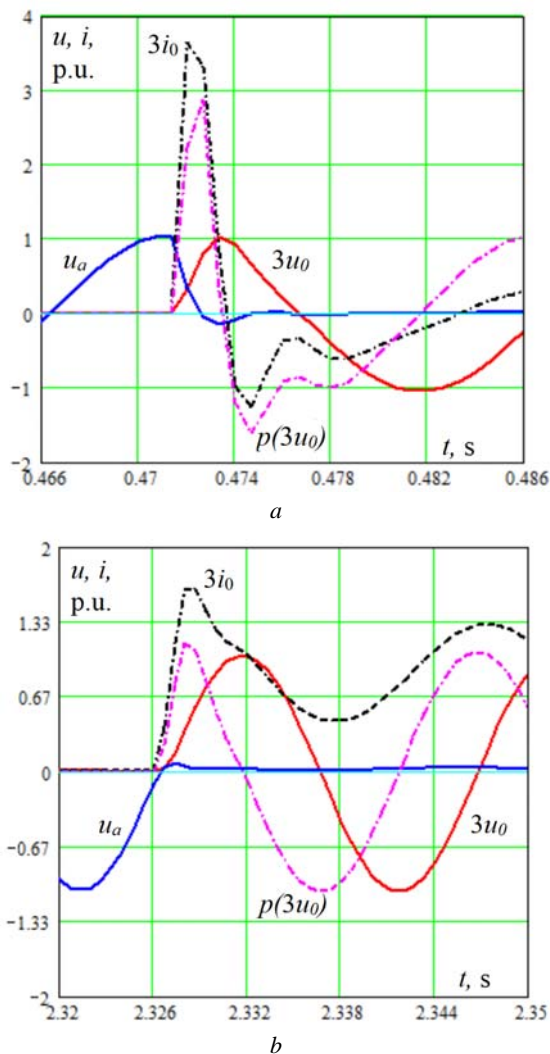 4
u, i,
p.u.
3i₀
3
2
uₐ
1
3u₀
0
−1
p(3u₀)
t, s
−2
0.466 0.47 0.474 0.478 0.482 0.486
a
2
u, i,
p.u.
3i₀
1.33
0.67
0
uₐ
3u₀
−0.67
p(3u₀)
−1.33
t, s
−2
2.32 2.326 2.332 2.338 2.344 2.35
b